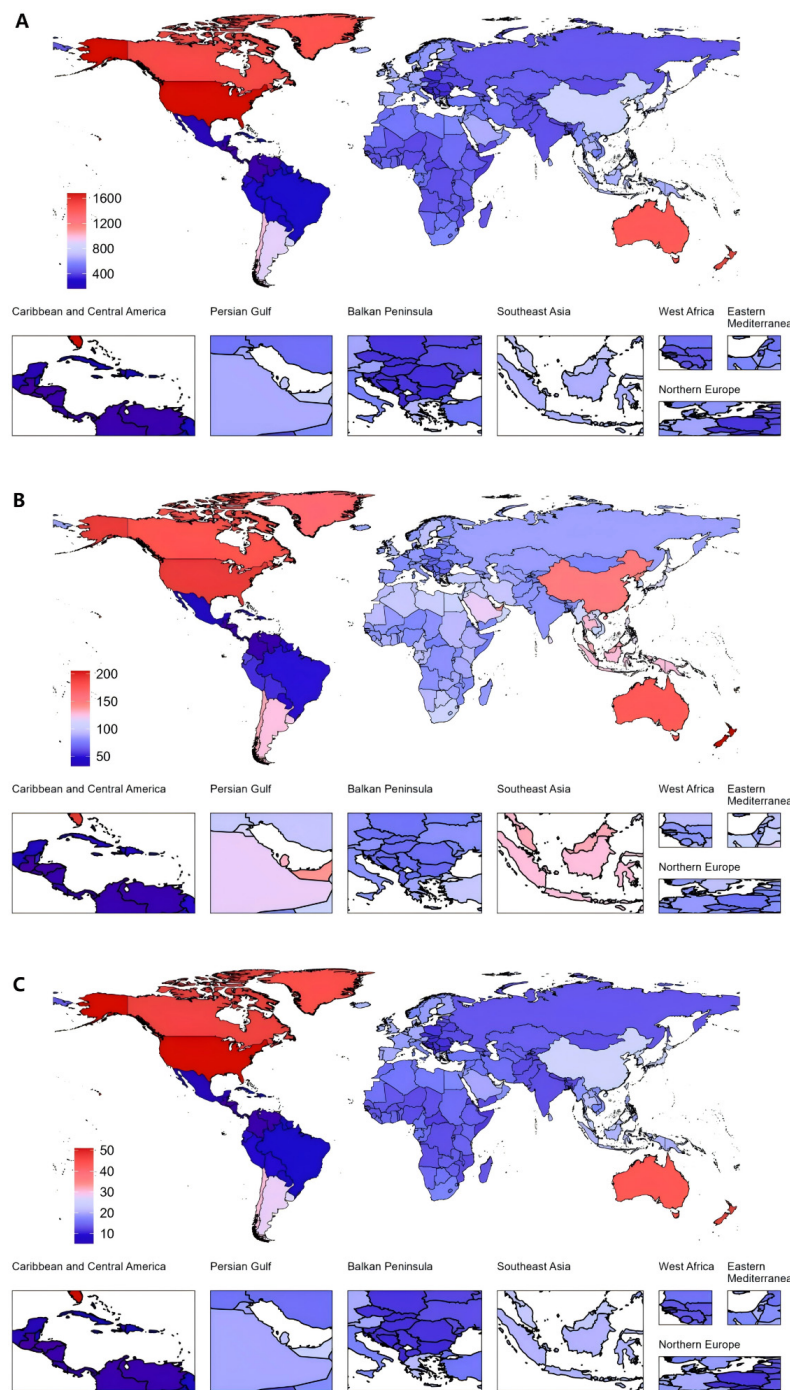 A
1600
1200
800
400
Caribbean and Central America
Persian Gulf
Balkan Peninsula
Southeast Asia
West Africa
Eastern
Mediterranean
Northern Europe
B
200
150
100
50
Caribbean and Central America
Persian Gulf
Balkan Peninsula
Southeast Asia
West Africa
Eastern
Mediterranean
Northern Europe
C
50
40
30
20
10
Caribbean and Central America
Persian Gulf
Balkan Peninsula
Southeast Asia
West Africa
Eastern
Mediterranean
Northern Europe